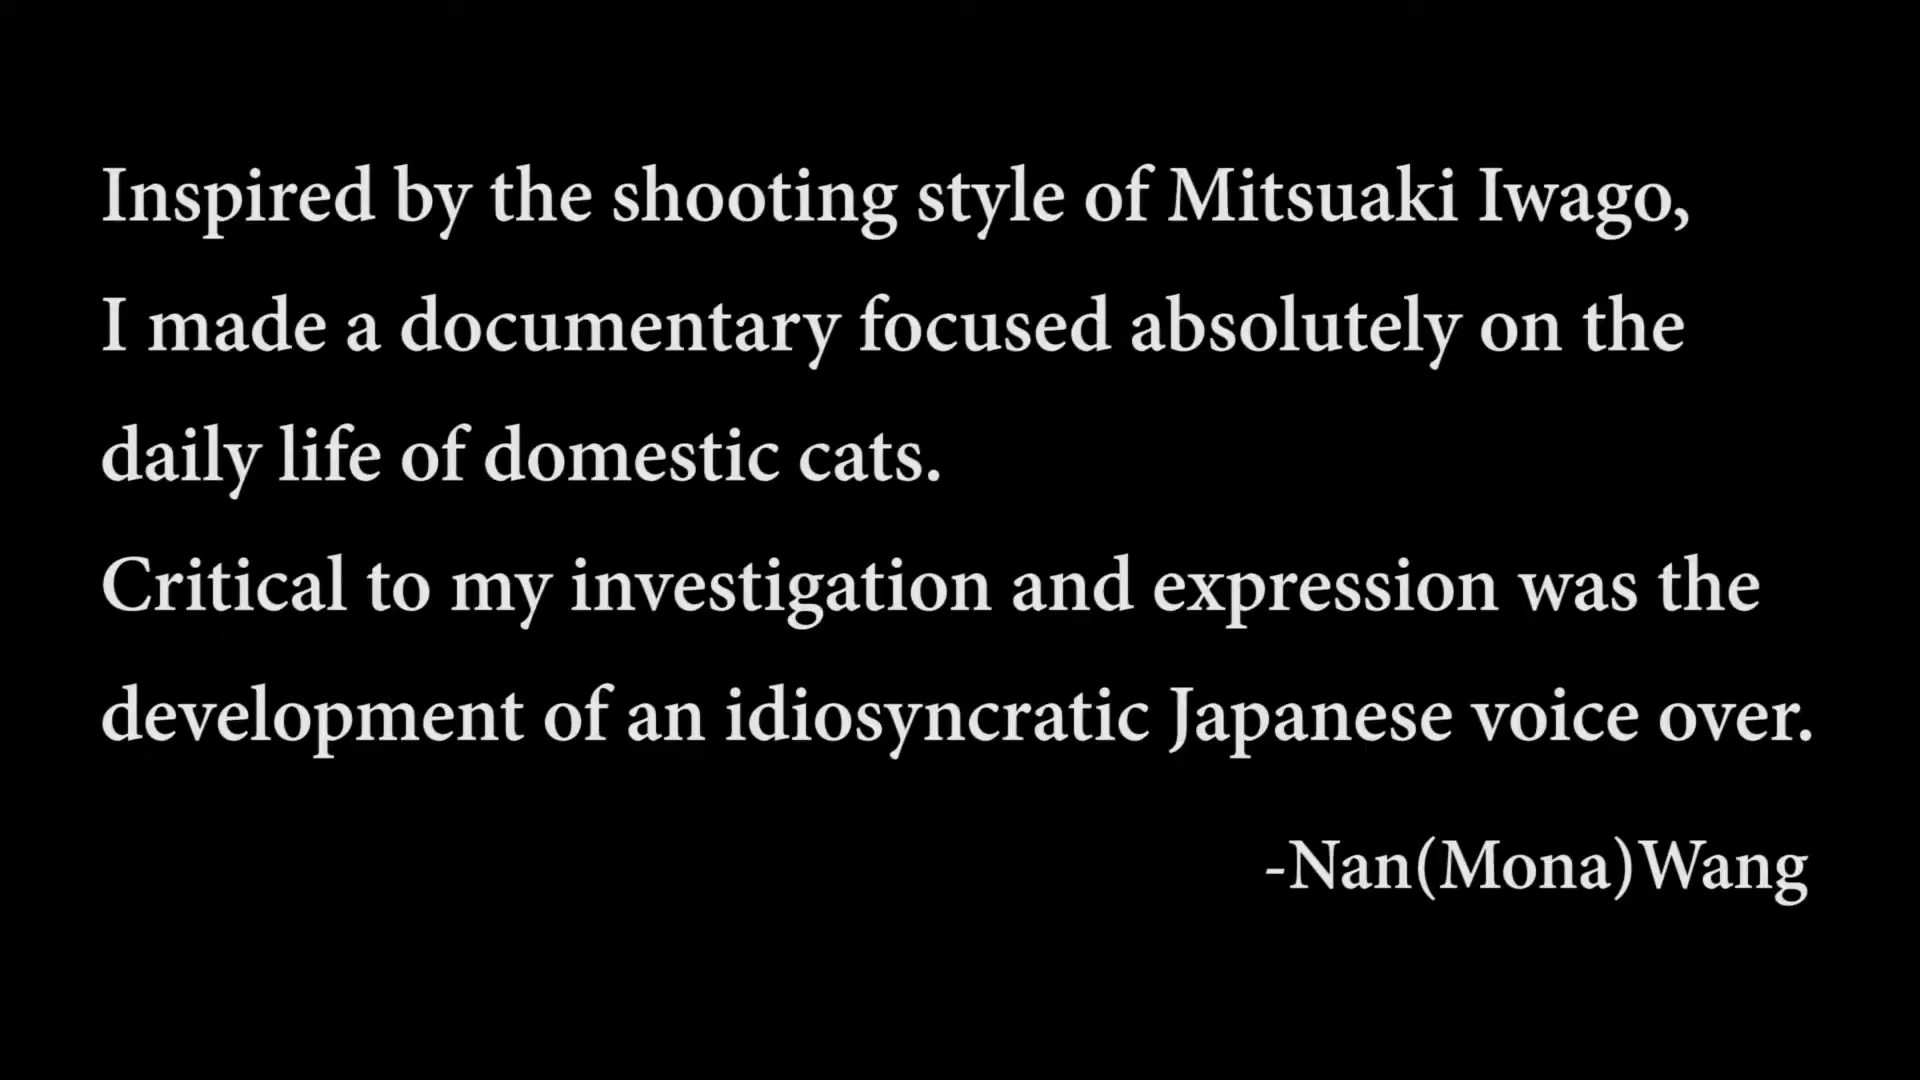 Inspired by the shooting style of Mitsuaki Iwago,
I made a documentary focused absolutely on the
daily life of domestic cats.
Critical to my investigation and expression was the
development of an idiosyncratic Japanese voice over.
-Nan(Mona)Wang